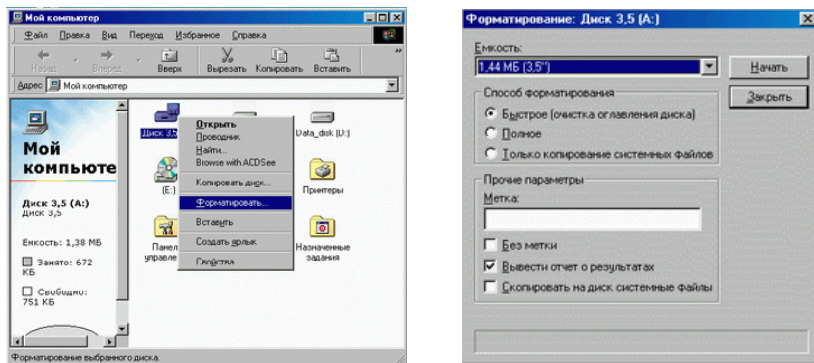 Мой компьютер
Файл Правка Вид Переход Избранное Справка
Назад Вперед Вверх Вырезать Копировать Вставить
Адрес Мой компьютер
Мой
компьюте
Диск 3,5 (A:)
Диск 3,5
Емкость: 1,38 МБ
Занято: 672
КБ
Свободно:
751 КБ
Диск 3,5
Data_disk (D:)
(E:)
Принтеры
Панел
управле
Назначенные
задания
Открыть
Проводник
Найти...
Browse with ACDSee
Копировать диск...
Форматировать...
Вставить
Создать ярлык
Свойства
Форматирование выбранного диска.
Форматирование: Диск 3,5 (A:)
Емкость:
1,44 МБ (3,5")
Начать
Закрыть
Способ форматирования
Быстрое (очистка оглавления диска)
Полное
Только копирование системных файлов
Прочие параметры
Метка:
Без метки
Вывести отчет о результатах
Скопировать на диск системные файлы